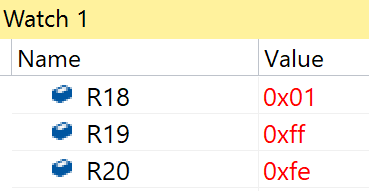 Watch 1
Name Value
R18 0x01
R19 0xff
R20 0xfe